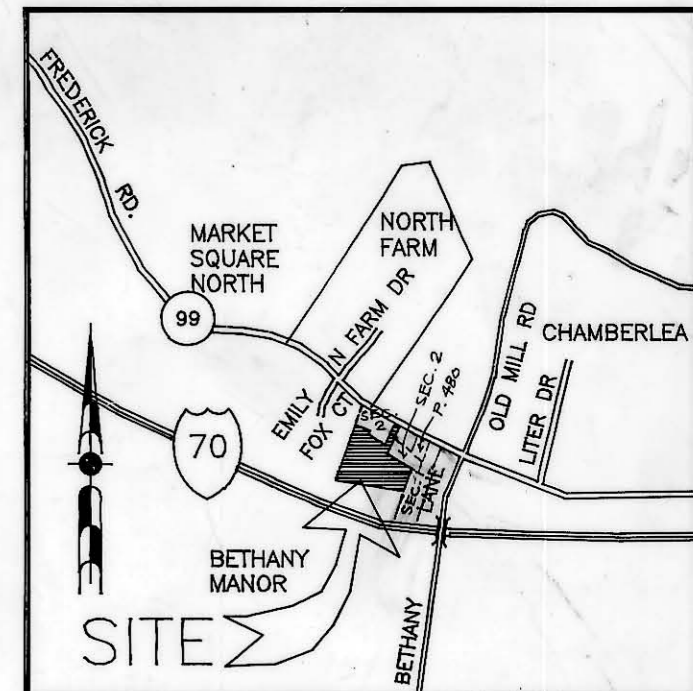 FREDERICK
RD.
MARKET
SQUARE
NORTH
99
NORTH
FARM
N FARM DR
EMILY
FOX CT
SEC. 2
P. 480
OLD MILL RD
CHAMBERLEA
LITER DR
70
LANE
BETHANY
MANOR
SITE
BETHANY